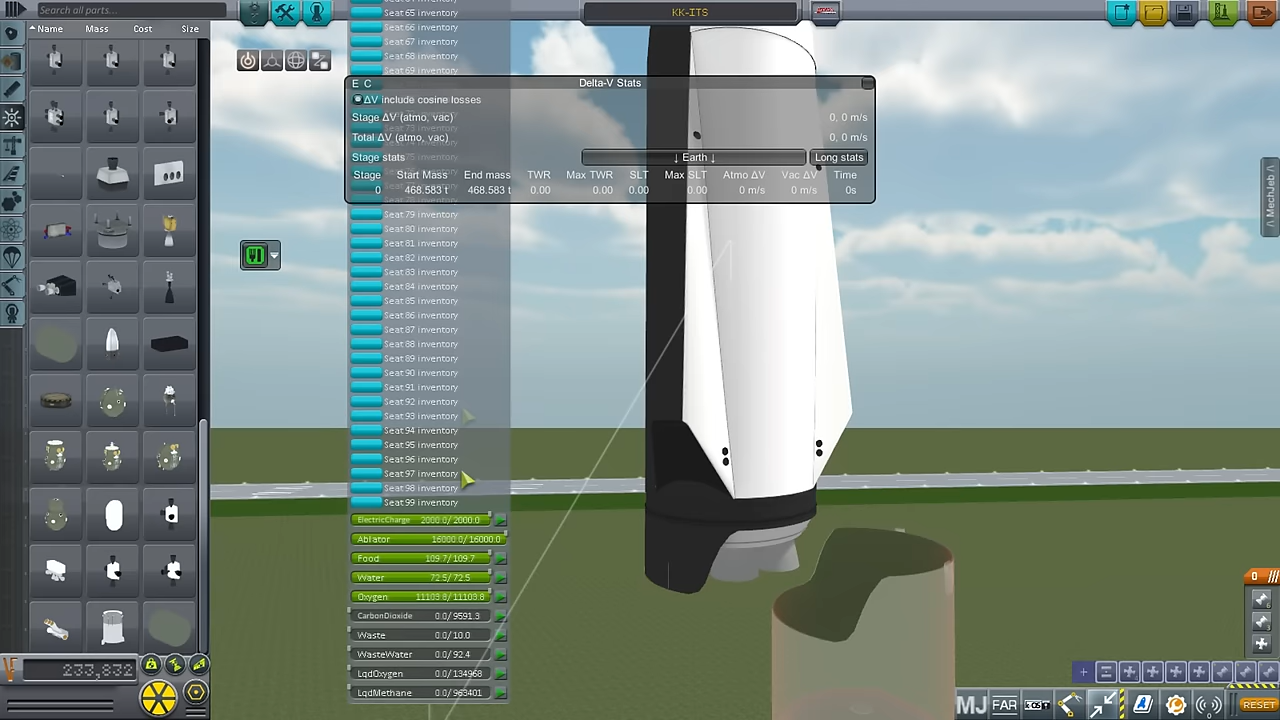 Search all parts...
KK-ITS
Name Mass Cost Size
Seat 65 inventory
Seat 66 inventory
Seat 67 inventory
Seat 68 inventory
Seat 69 inventory
E C Delta-V Stats
ΔV include cosine losses
Stage ΔV (atmo, vac) 0, 0 m/s
Total ΔV (atmo, vac) 0, 0 m/s
Stage stats ↓ Earth ↓ Long stats
Stage Start Mass End mass TWR Max TWR SLT Max SLT Atmo ΔV Vac ΔV Time
0 468.583 t 468.583 t 0.00 0.00 0.00 0.00 0 m/s 0 m/s 0s
/\ MechJeb /\
Seat 79 inventory
Seat 80 inventory
Seat 81 inventory
Seat 82 inventory
Seat 83 inventory
Seat 84 inventory
Seat 85 inventory
Seat 86 inventory
Seat 87 inventory
Seat 88 inventory
Seat 89 inventory
Seat 90 inventory
Seat 91 inventory
Seat 92 inventory
Seat 93 inventory
Seat 94 inventory
Seat 95 inventory
Seat 96 inventory
Seat 97 inventory
Seat 98 inventory
Seat 99 inventory
ElectricCharge 2000.0/2000.0
Ablator 16000.0/16000.0
Food 109.7/109.7
Water 72.5/72.5
Oxygen 11103.8/11103.8
CarbonDioxide 0.0/9591.3
Waste 0.0/10.0
WasteWater 0.0/92.4
LqdOxygen 0.0/134968
LqdMethane 0.0/963401
0
233,832
MJ FAR KCST RESET